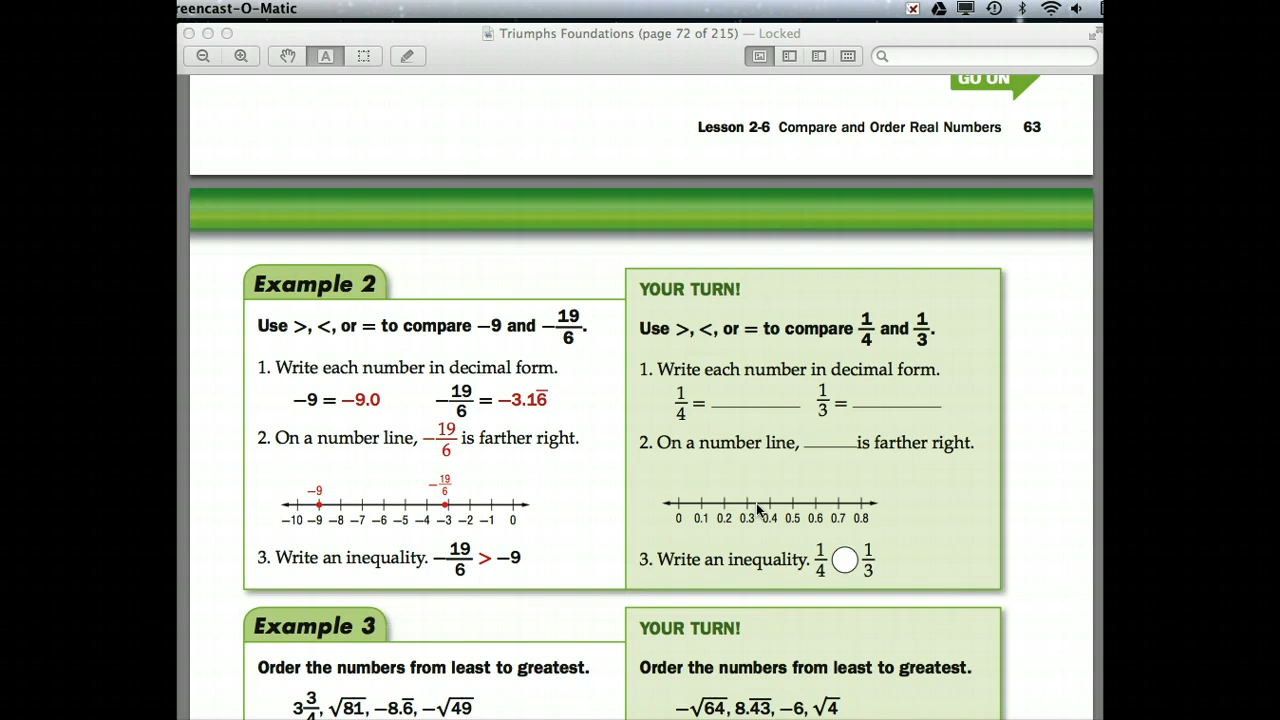 reencast-O-Matic
Triumphs Foundations (page 72 of 215) — Locked
GO ON
Lesson 2-6 Compare and Order Real Numbers 63
Example 2
Use >, <, or = to compare −9 and −19/6.
1. Write each number in decimal form.
−9 = −9.0 −19/6 = −3.16̅
2. On a number line, −19/6 is farther right.
−9 −19/6
−10 −9 −8 −7 −6 −5 −4 −3 −2 −1 0
3. Write an inequality. −19/6 > −9
YOUR TURN!
Use >, <, or = to compare 1/4 and 1/3.
1. Write each number in decimal form.
1/4 = ________ 1/3 = ________
2. On a number line, _____ is farther right.
0 0.1 0.2 0.3 0.4 0.5 0.6 0.7 0.8
3. Write an inequality. 1/4 ◯ 1/3
Example 3
Order the numbers from least to greatest.
3 3/4, √81, −8.6̅, −√49
YOUR TURN!
Order the numbers from least to greatest.
−√64, 8.4̅3̅, −6, √4